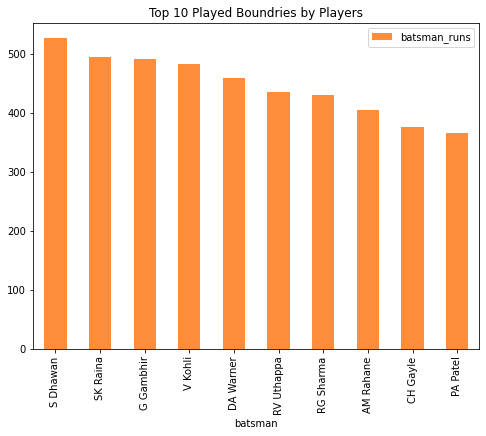 Top 10 Played Boundries by Players
batsman_runs
500
400
300
200
100
0
S Dhawan
SK Raina
G Gambhir
V Kohli
DA Warner
RV Uthappa
RG Sharma
AM Rahane
CH Gayle
PA Patel
batsman